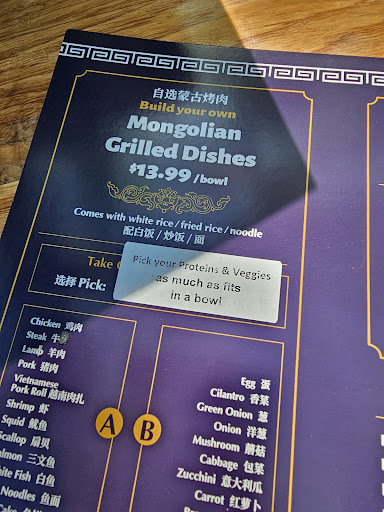 自选蒙古烤肉
Build your own
Mongolian
Grilled Dishes
$13.99 /bowl
Comes with white rice / fried rice / noodle
配白饭 / 炒饭 / 面
Take
选择 Pick:
Pick your Proteins & Veggies
as much as fits
in a bowl
Chicken 鸡肉
Steak 牛
Lamb 羊肉
Pork 猪肉
Vietnamese
Pork Roll 越南肉扎
Shrimp 虾
Squid 鱿鱼
Scallop 扇贝
almon 三文鱼
hite Fish 白鱼
Noodles 鱼面
A
B
Egg 蛋
Cilantro 香菜
Green Onion 葱
Onion 洋葱
Mushroom 蘑菇
Cabbage 包菜
Zucchini 意大利瓜
Carrot 红萝卜